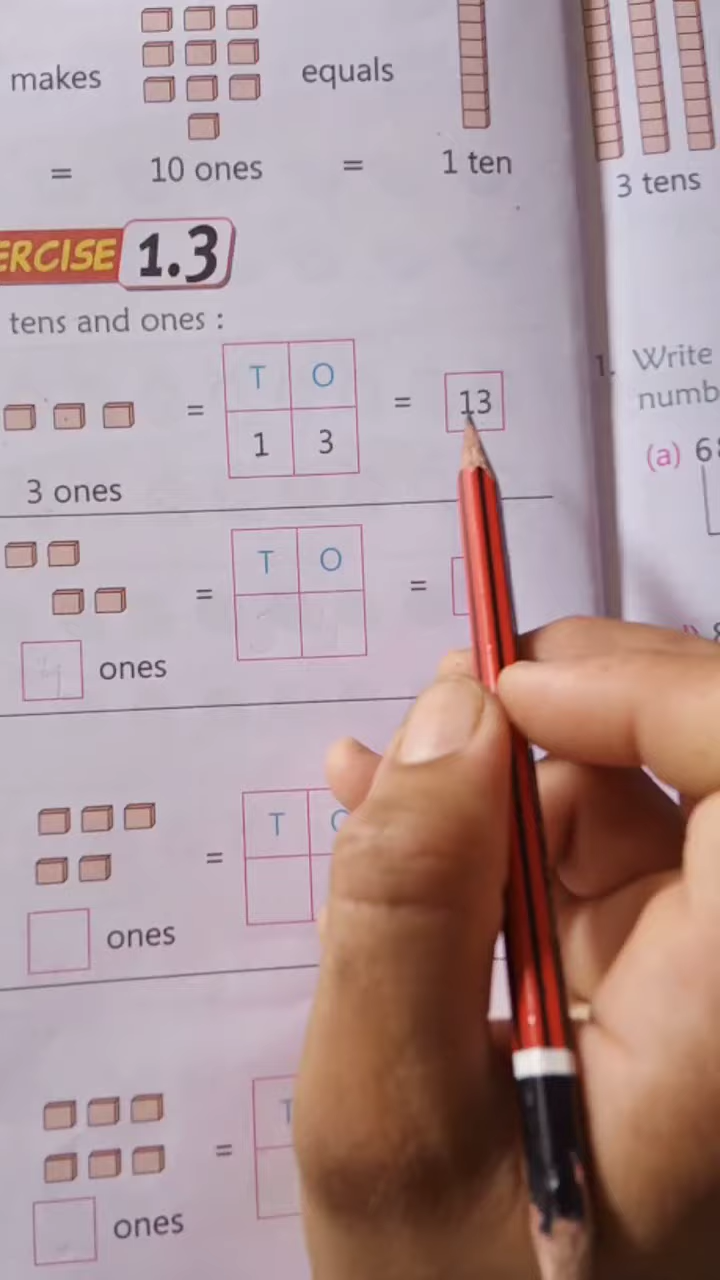 makes equals
= 10 ones = 1 ten
3 tens
ERCISE 1.3
tens and ones :
T O
= 1 3 = 13
3 ones
T O
= =
4 ones
T
=
ones
=
ones
1. Write
numb
(a) 6